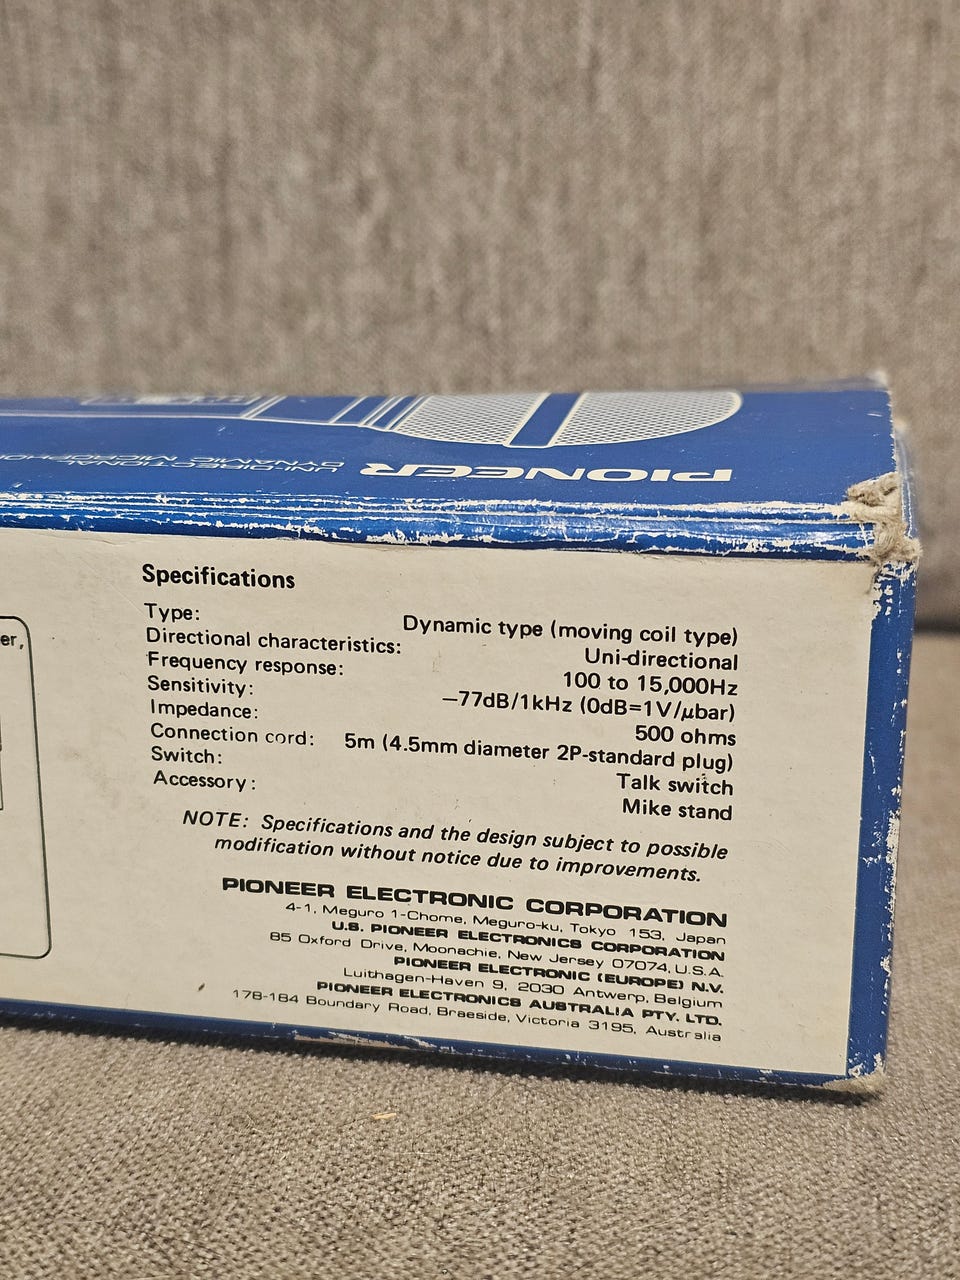 PIONEER
UNI-DIRECTIONAL
DYNAMIC MICROPHO
er,
Specifications
Type: Dynamic type (moving coil type)
Directional characteristics: Uni-directional
Frequency response: 100 to 15,000Hz
Sensitivity: –77dB/1kHz (0dB=1V/μbar)
Impedance: 500 ohms
Connection cord: 5m (4.5mm diameter 2P-standard plug)
Switch: Talk switch
Accessory: Mike stand
NOTE: Specifications and the design subject to possible
modification without notice due to improvements.
PIONEER ELECTRONIC CORPORATION
4-1, Meguro 1-Chome, Meguro-ku, Tokyo 153, Japan
U.S. PIONEER ELECTRONICS CORPORATION
85 Oxford Drive, Moonachie, New Jersey 07074, U.S.A.
PIONEER ELECTRONIC (EUROPE) N.V.
Luithagen-Haven 9, 2030 Antwerp, Belgium
PIONEER ELECTRONICS AUSTRALIA PTY. LTD.
178-184 Boundary Road, Braeside, Victoria 3195, Australia